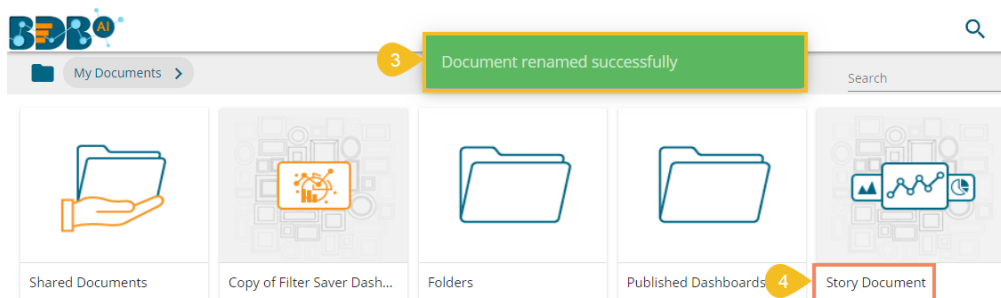 BDB AI
My Documents >
3
Document renamed successfully
Search
Shared Documents
Copy of Filter Saver Dash...
Folders
Published Dashboards
4
Story Document